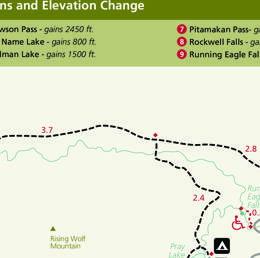 ns and Elevation Change
wson Pass - gains 2450 ft.
Name Lake - gains 800 ft.
lman Lake - gains 1500 ft.
7 Pitamakan Pass- ga
8 Rockwell Falls - ga
9 Running Eagle Fal
3.7
2.8
2.4
Run
Eag
Fal
0.
Rising Wolf
Mountain
Pray
Lake